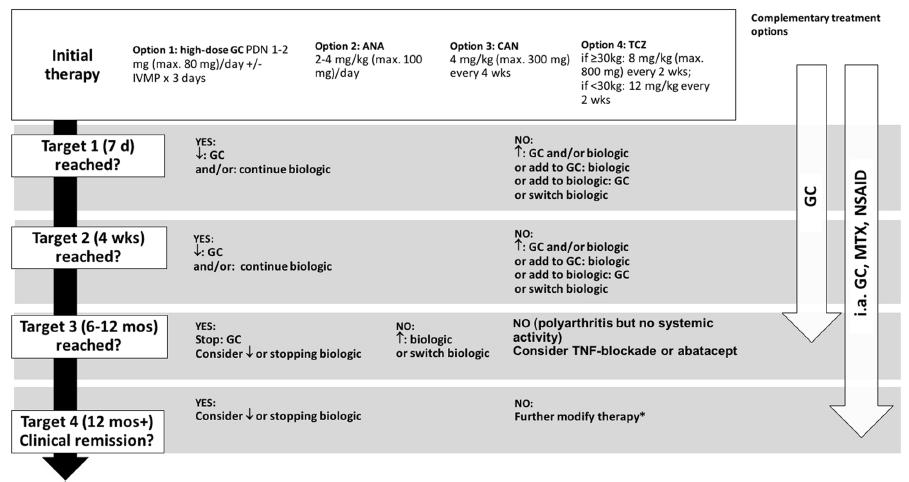 Complementary treatment
options
Initial
therapy
Option 1: high-dose GC PDN 1-2
mg (max. 80 mg)/day +/-
IVMP x 3 days
Option 2: ANA
2-4 mg/kg (max. 100
mg)/day
Option 3: CAN
4 mg/kg (max. 300 mg)
every 4 wks
Option 4: TCZ
if ≥30kg: 8 mg/kg (max.
800 mg) every 2 wks;
if <30kg: 12 mg/kg every
2 wks
Target 1 (7 d)
reached?
YES:
↓: GC
and/or: continue biologic
NO:
↑: GC and/or biologic
or add to GC: biologic
or add to biologic: GC
or switch biologic
Target 2 (4 wks)
reached?
YES:
↓: GC
and/or: continue biologic
NO:
↑: GC and/or biologic
or add to GC: biologic
or add to biologic: GC
or switch biologic
Target 3 (6-12 mos)
reached?
YES:
Stop: GC
Consider ↓ or stopping biologic
NO:
↑: biologic
or switch biologic
NO (polyarthritis but no systemic
activity)
Consider TNF-blockade or abatacept
Target 4 (12 mos+)
Clinical remission?
YES:
Consider ↓ or stopping biologic
NO:
Further modify therapy*
GC
i.a. GC, MTX, NSAID